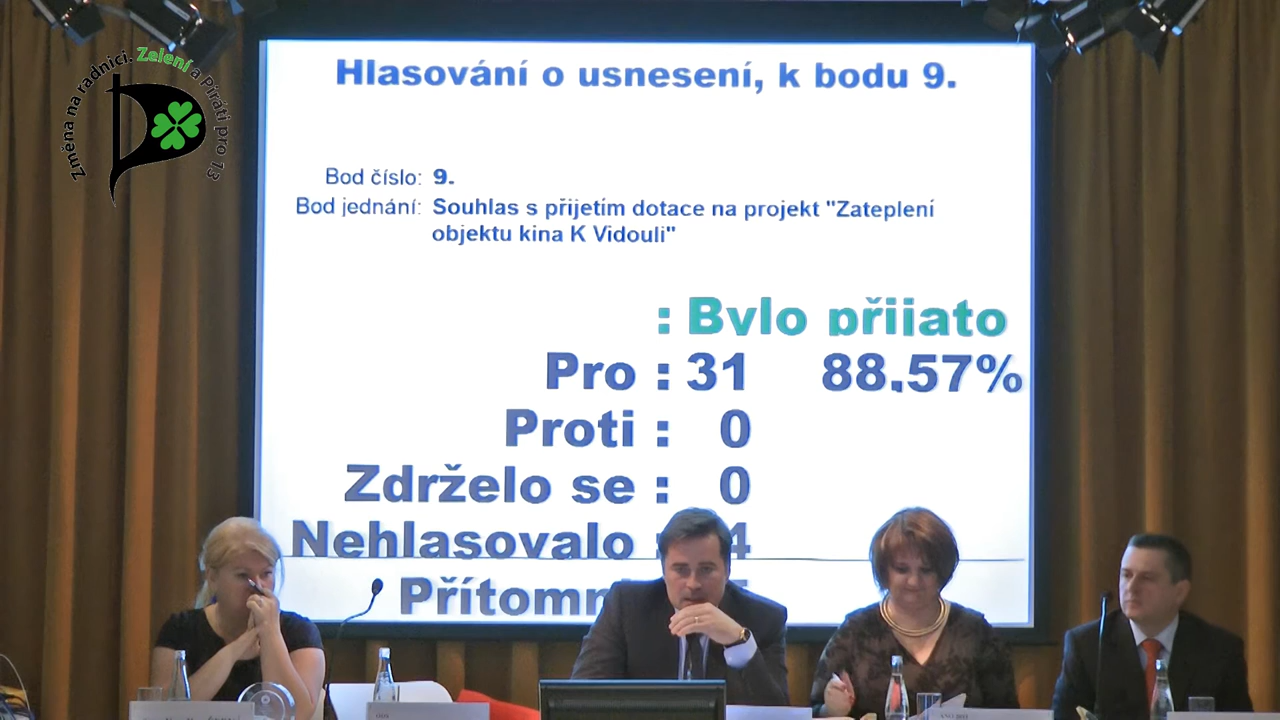 Změna na radnici. Zelení a Piráti pro 13
Hlasování o usnesení, k bodu 9.
Bod číslo: 9.
Bod jednání: Souhlas s přijetím dotace na projekt "Zateplení
objektu kina K Vidouli"
: Bylo přijato
Pro : 31 88.57%
Proti : 0
Zdrželo se : 0
Nehlasovalo : 4